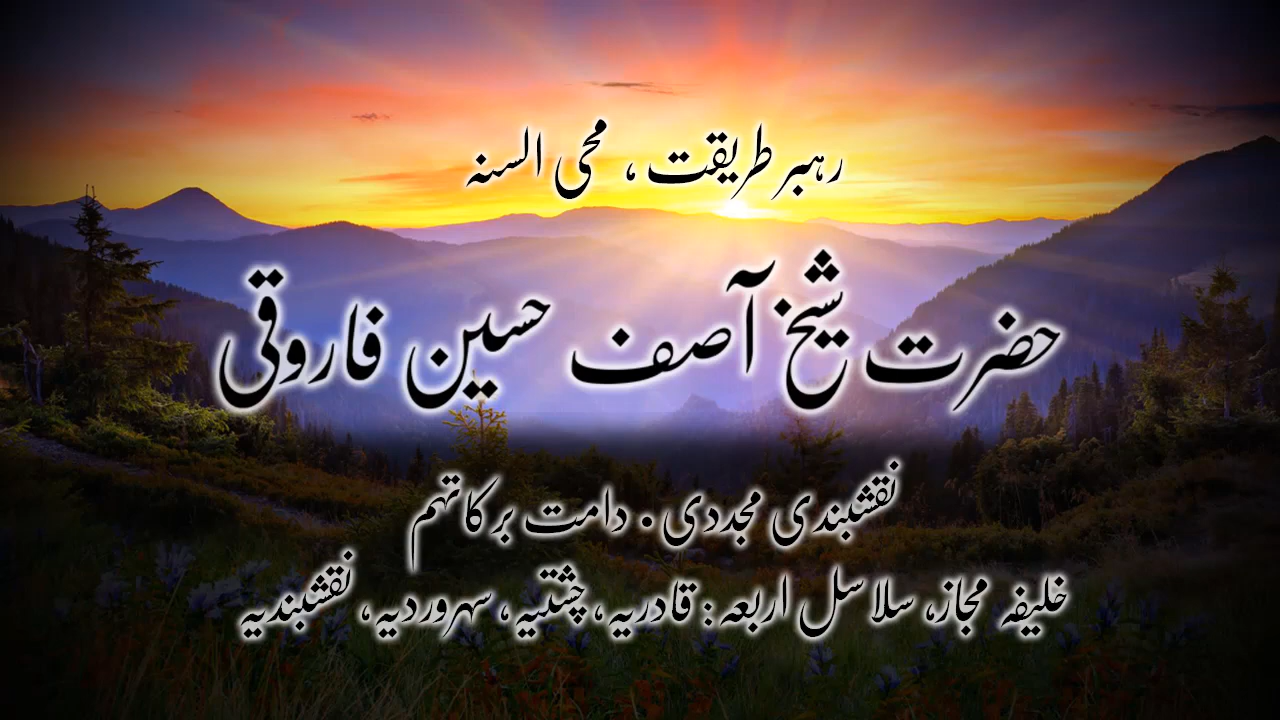 رہبر طریقت ، محی السنہ
حضرت شیخ آصف حسین فاروقی
نقشبندی مجددی . دامت برکاتہم
خلیفہ مجاز، سلاسل اربعہ: قادریہ، چشتیہ، سہروردیہ، نقشبندیہ